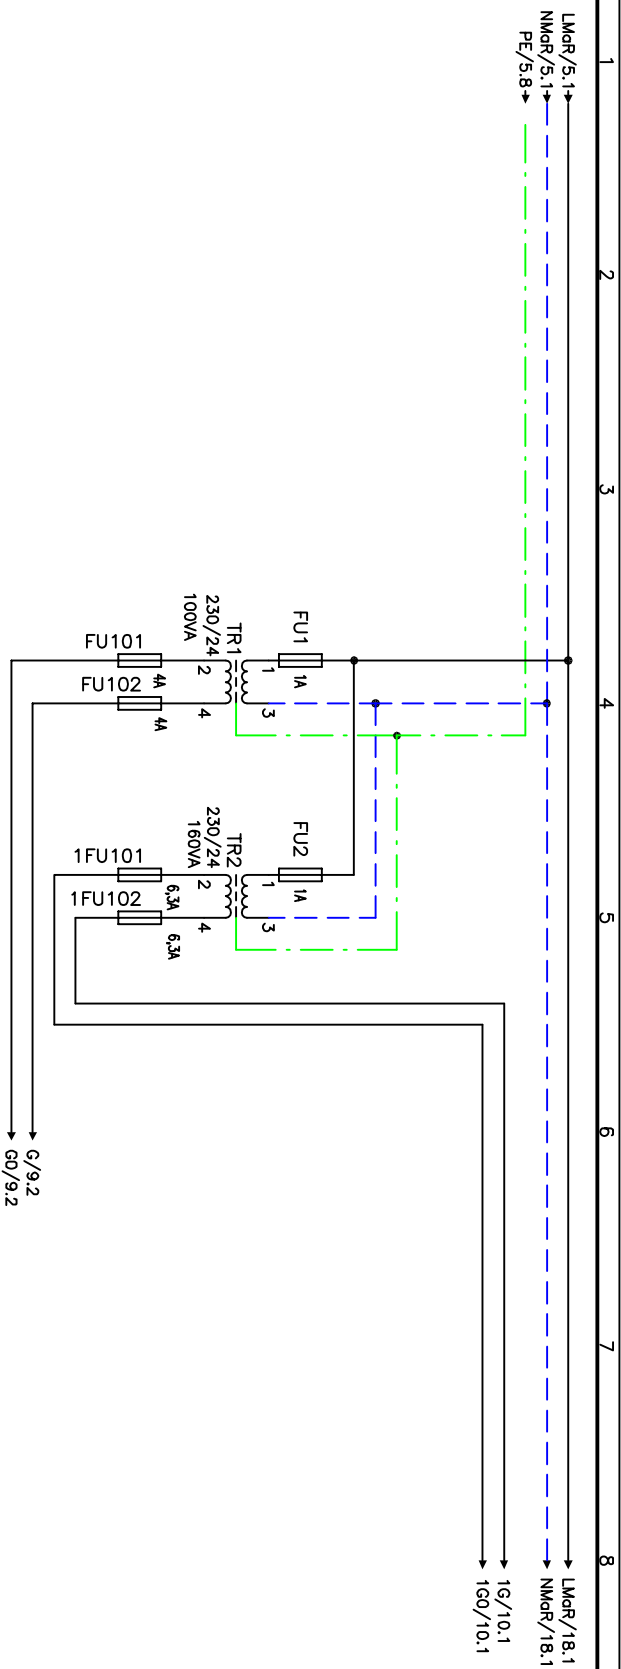 1
2
3
4
5
6
7
8
LMaR/5.1
NMaR/5.1
PE/5.8
LMaR/18.1
NMaR/18.1
1G/10.1
1G0/10.1
FU1
1A
1
3
TR1
230/24
100VA
2
4
FU101
4A
FU102
4A
FU2
1A
1
3
TR2
230/24
160VA
2
4
1FU101
6,3A
1FU102
6,3A
G/9.2
G0/9.2